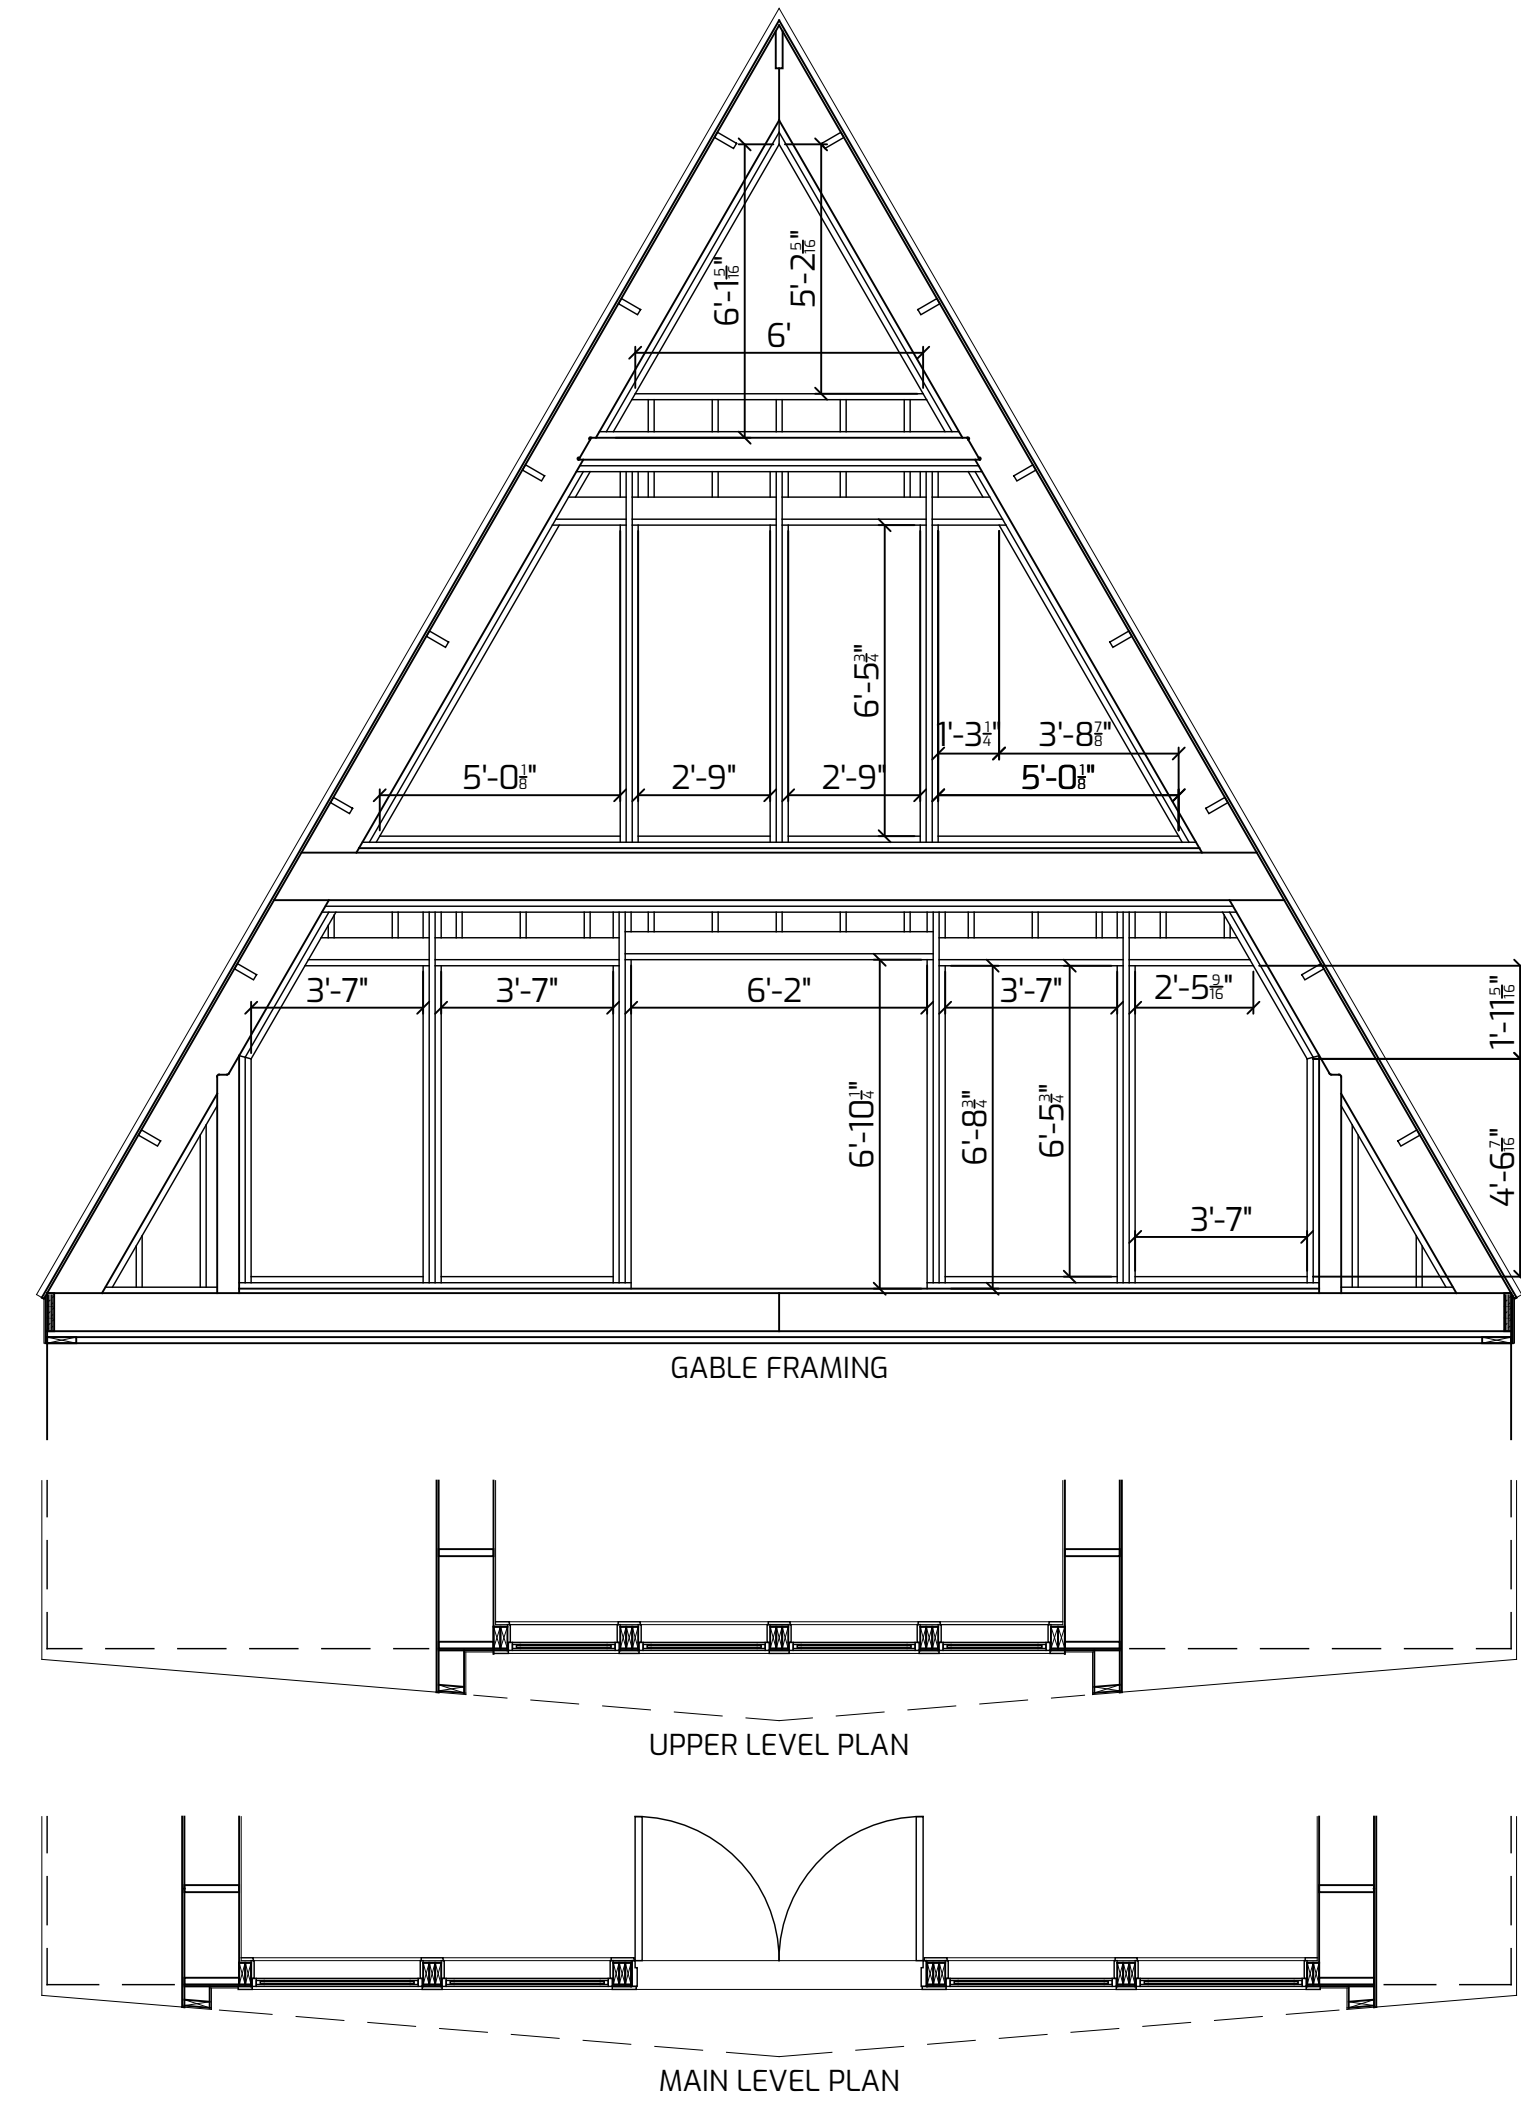 6'-1 5/16"
5'-2 5/16"
6'
6'-5 3/4"
1'-3 1/4" 3'-8 7/8"
5'-0 1/8" 2'-9" 2'-9" 5'-0 1/8"
3'-7" 3'-7" 6'-2" 3'-7" 2'-5 9/16"
1'-11 5/16"
6'-10 1/4"
6'-8 3/4"
6'-5 3/4"
4'-6 7/16"
3'-7"
GABLE FRAMING
UPPER LEVEL PLAN
MAIN LEVEL PLAN